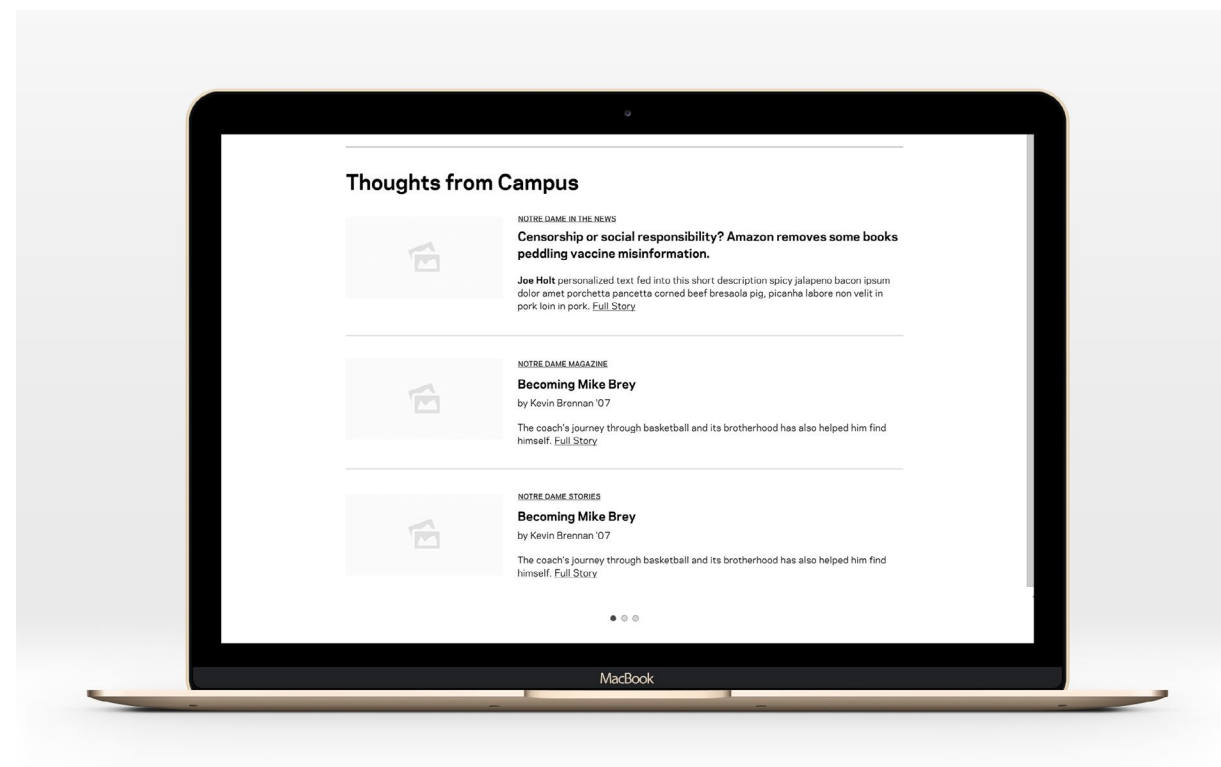 Thoughts from Campus
NOTRE DAME IN THE NEWS
Censorship or social responsibility? Amazon removes some books
peddling vaccine misinformation.
Joe Holt personalized text fed into this short description spicy jalapeno bacon ipsum
dolor amet porchetta pancetta corned beef bresaola pig, picanha labore non velit in
pork loin in pork. Full Story
NOTRE DAME MAGAZINE
Becoming Mike Brey
by Kevin Brennan '07
The coach's journey through basketball and its brotherhood has also helped him find
himself. Full Story
NOTRE DAME STORIES
Becoming Mike Brey
by Kevin Brennan '07
The coach's journey through basketball and its brotherhood has also helped him find
himself. Full Story
MacBook